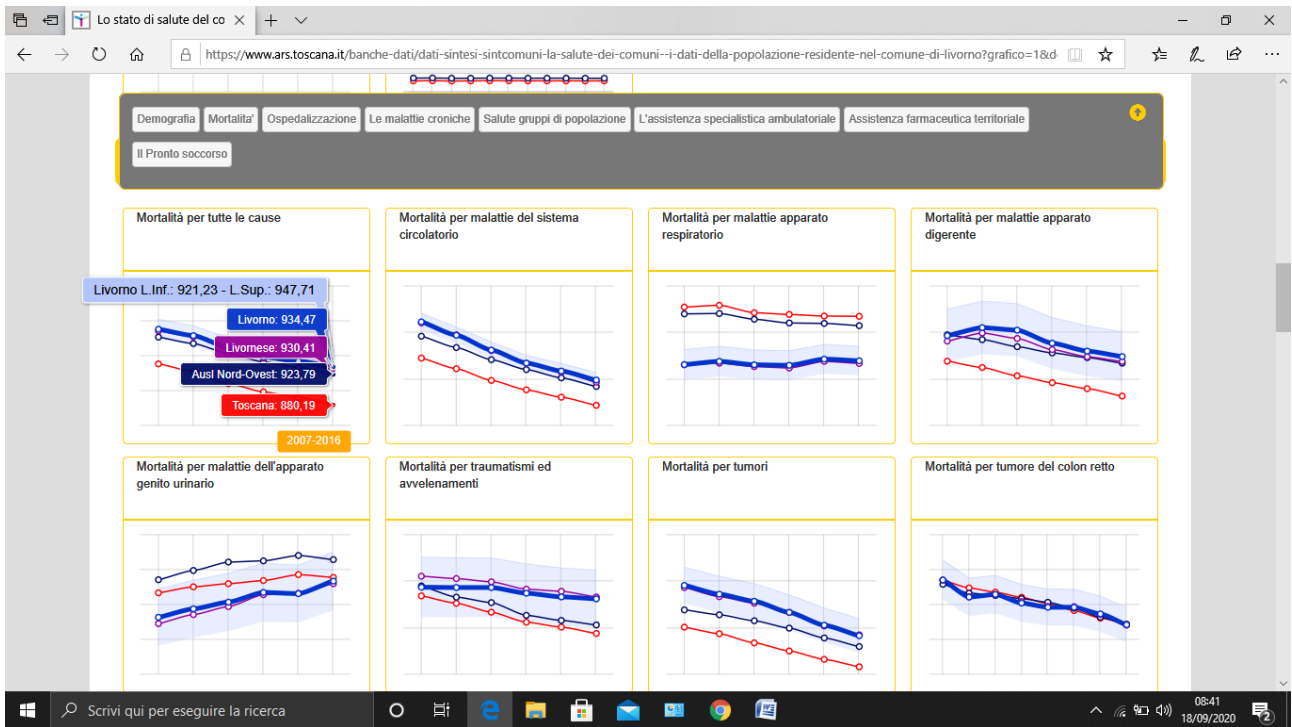 Lo stato di salute del co
https://www.ars.toscana.it/banche-dati/dati-sintesi-sintcomuni-la-salute-dei-comuni--i-dati-della-popolazione-residente-nel-comune-di-livorno?grafico=1&d
Demografia Mortalita' Ospedalizzazione Le malattie croniche Salute gruppi di popolazione L'assistenza specialistica ambulatoriale Assistenza farmaceutica territoriale
Il Pronto soccorso
Mortalità per tutte le cause
Mortalità per malattie del sistema
circolatorio
Mortalità per malattie apparato
respiratorio
Mortalità per malattie apparato
digerente
Livorno L.Inf.: 921,23 - L.Sup.: 947,71
Livorno: 934,47
Livornese: 930,41
Ausl Nord-Ovest: 923,79
Toscana: 880,19
2007-2016
Mortalità per malattie dell'apparato
genito urinario
Mortalità per traumatismi ed
avvelenamenti
Mortalità per tumori
Mortalità per tumore del colon retto
Scrivi qui per eseguire la ricerca
08:41
18/09/2020
2